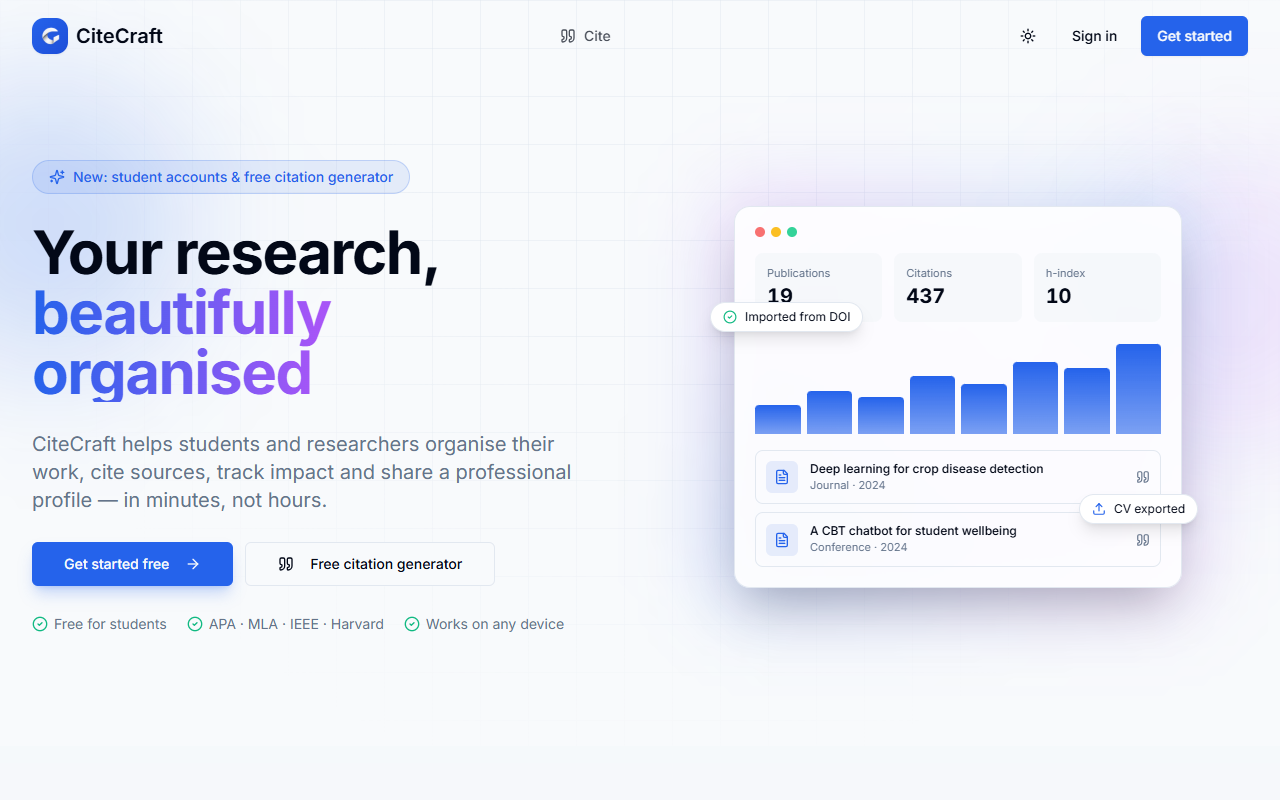 CiteCraft
Cite
Sign in
Get started
New: student accounts & free citation generator
Your research,
beautifully
organised
CiteCraft helps students and researchers organise their
work, cite sources, track impact and share a professional
profile — in minutes, not hours.
Get started free
Free citation generator
Free for students
APA · MLA · IEEE · Harvard
Works on any device
Publications
19
Citations
437
h-index
10
Imported from DOI
Deep learning for crop disease detection
Journal · 2024
CV exported
A CBT chatbot for student wellbeing
Conference · 2024